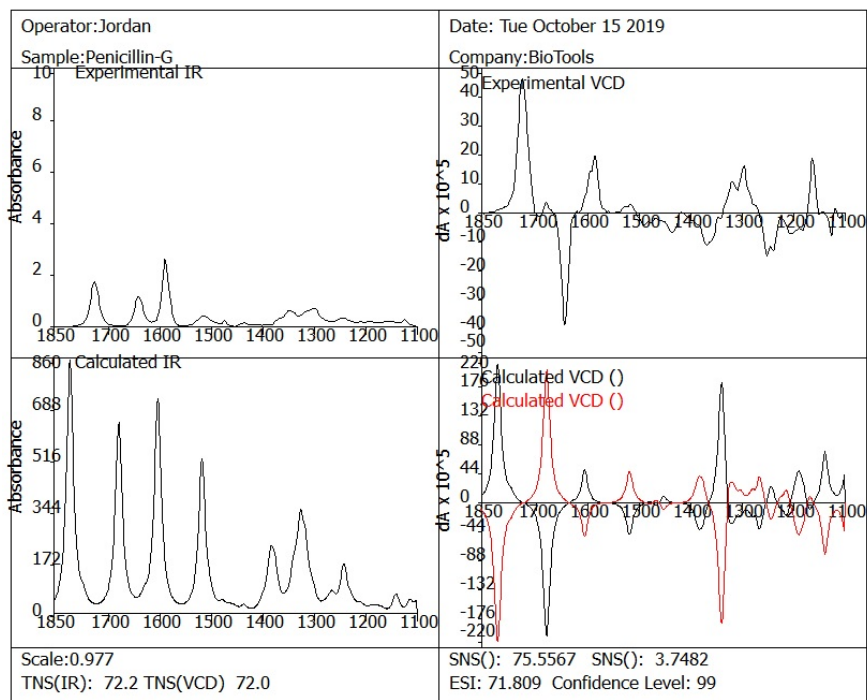 Operator:Jordan
Date: Tue October 15 2019
Sample:Penicillin-G
Company:BioTools
Experimental IR
10
8
6
4
2
0
Absorbance
1850 1700 1600 1500 1400 1300 1200 1100
Experimental VCD
50
40
30
20
10
0
-10
-20
-30
-40
-50
dA x 10^5
1850 1700 1600 1500 1400 1300 1200 1100
Calculated IR
860
688
516
344
172
0
Absorbance
1850 1700 1600 1500 1400 1300 1200 1100
Calculated VCD ()
Calculated VCD ()
220
176
132
88
44
0
-44
-88
-132
-176
-220
dA x 10^5
1850 1700 1600 1500 1400 1300 1200 1100
Scale:0.977
TNS(IR): 72.2 TNS(VCD) 72.0
SNS(): 75.5567 SNS(): 3.7482
ESI: 71.809 Confidence Level: 99